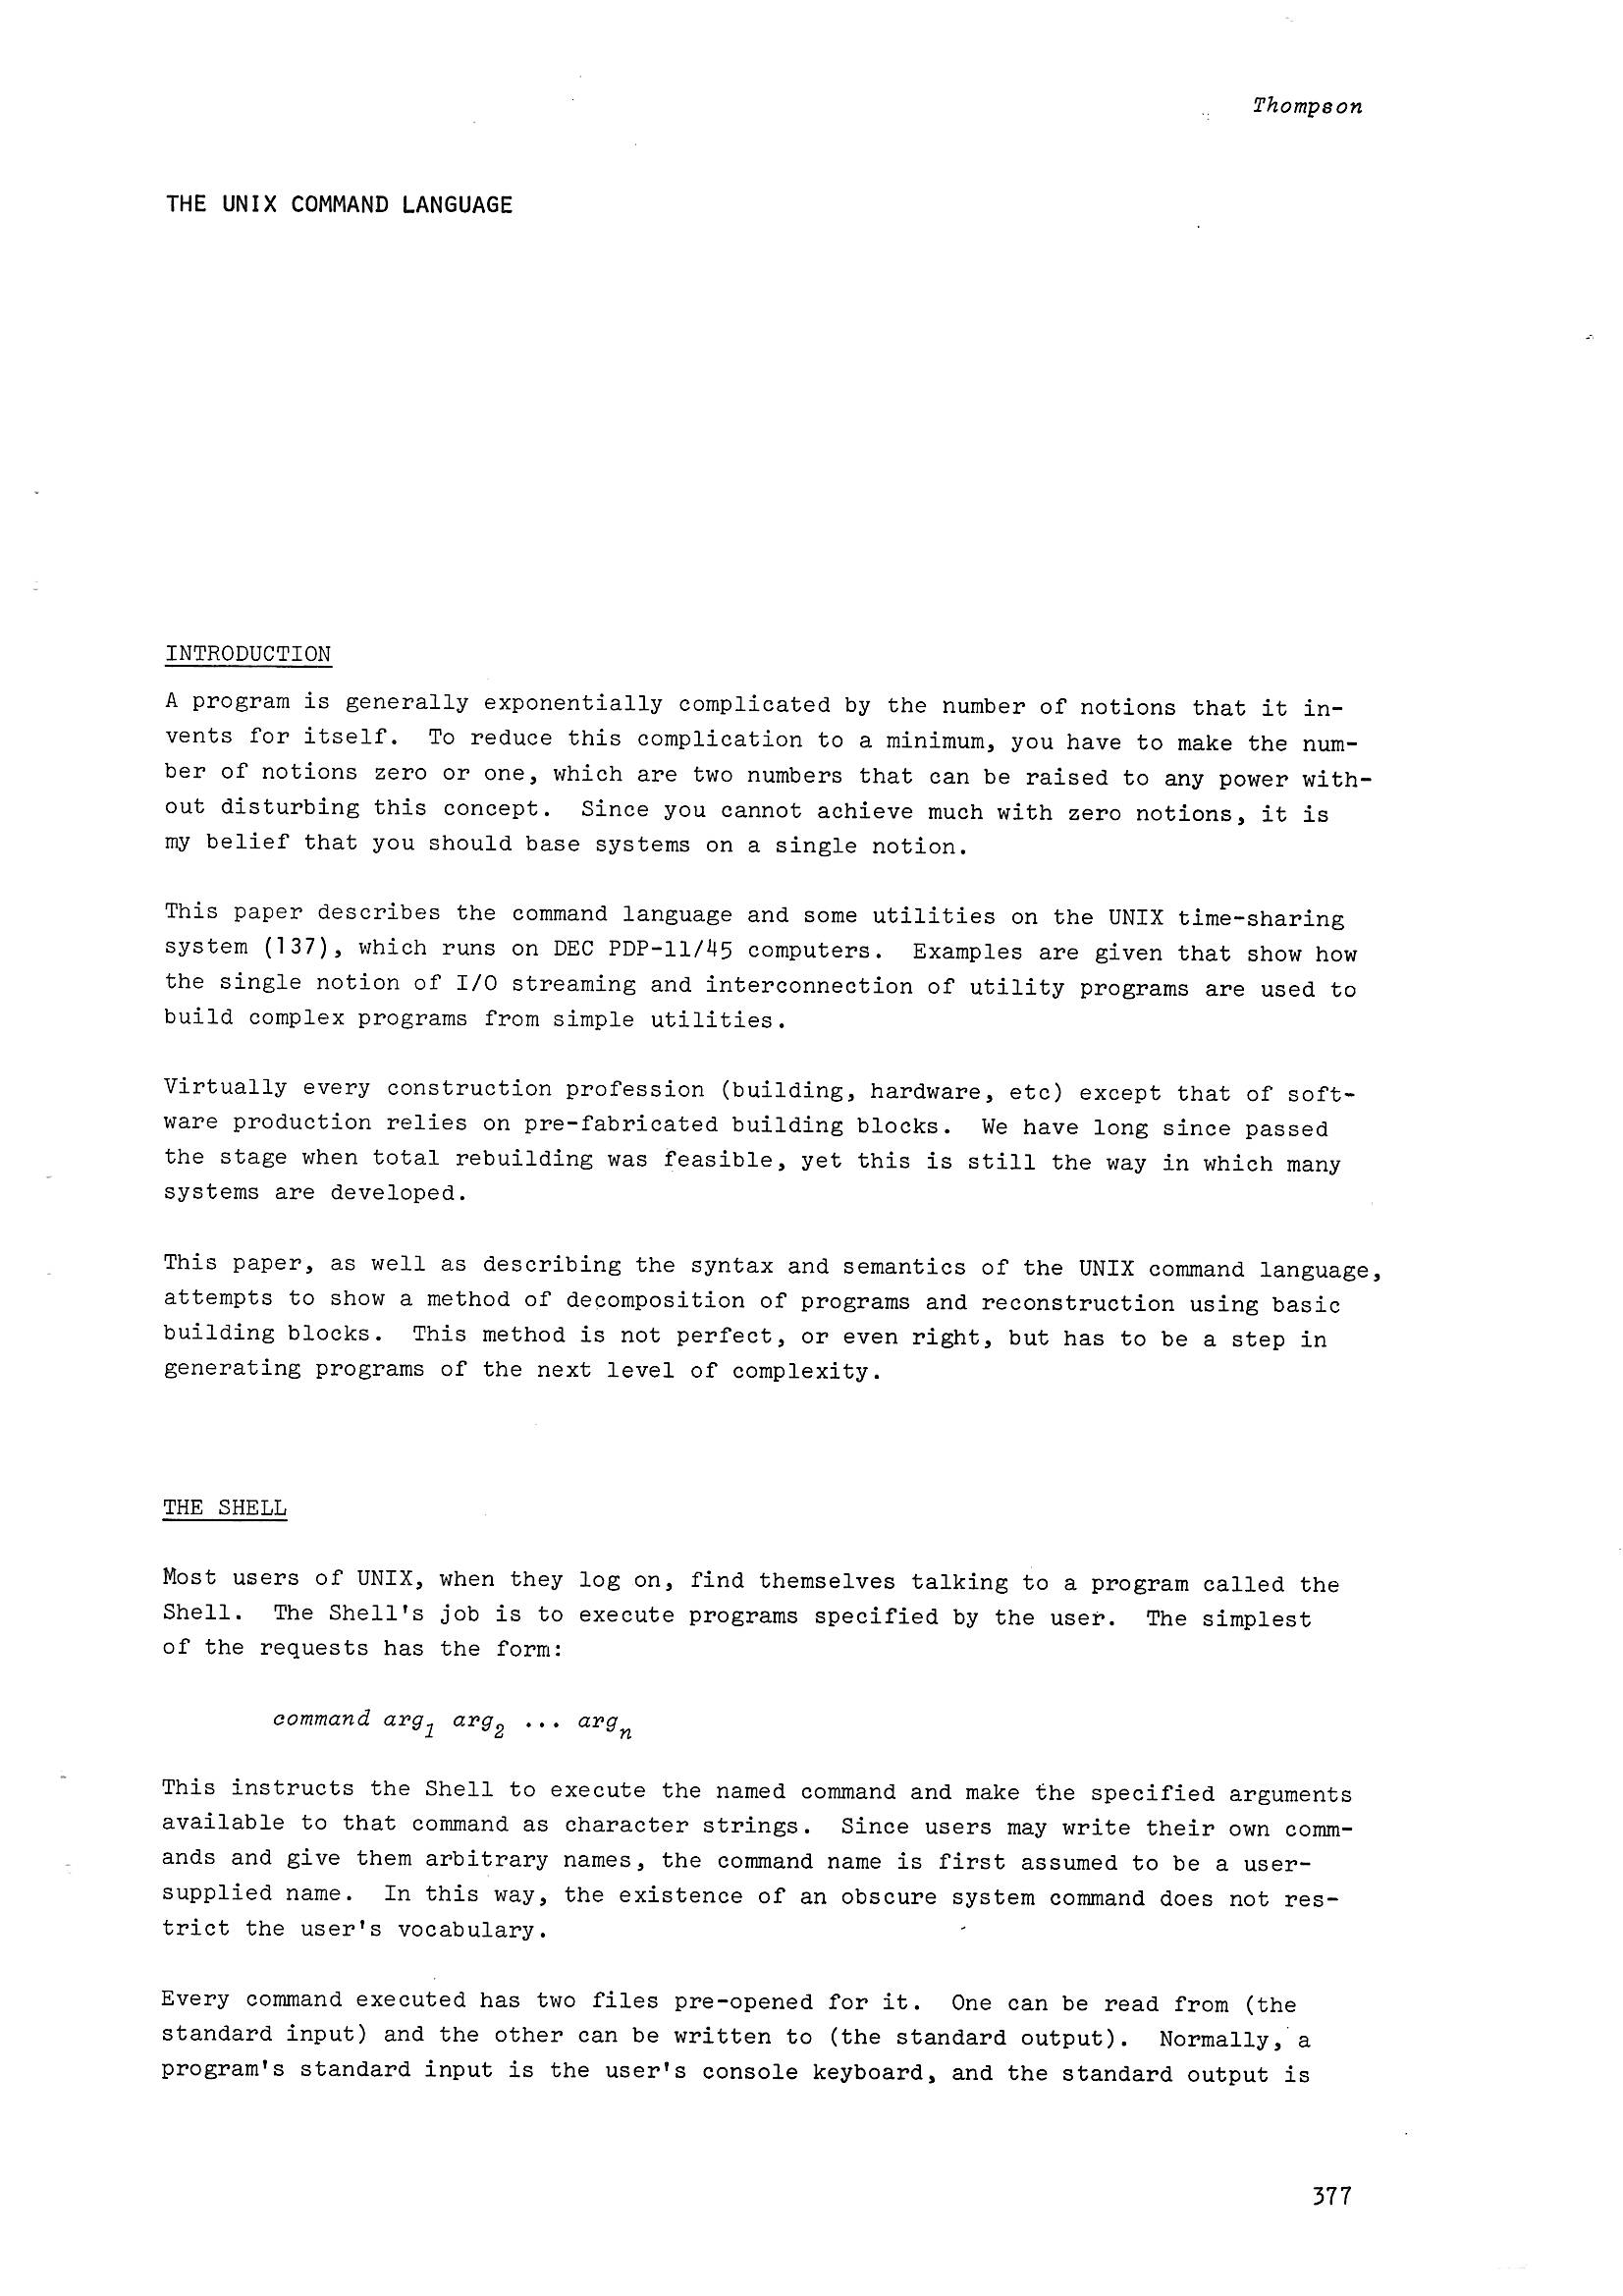 Thompson
THE UNIX COMMAND LANGUAGE
INTRODUCTION
A program is generally exponentially complicated by the number of notions that it in-
vents for itself. To reduce this complication to a minimum, you have to make the num-
ber of notions zero or one, which are two numbers that can be raised to any power with-
out disturbing this concept. Since you cannot achieve much with zero notions, it is
my belief that you should base systems on a single notion.
This paper describes the command language and some utilities on the UNIX time-sharing
system (137), which runs on DEC PDP-11/45 computers. Examples are given that show how
the single notion of I/O streaming and interconnection of utility programs are used to
build complex programs from simple utilities.
Virtually every construction profession (building, hardware, etc) except that of soft-
ware production relies on pre-fabricated building blocks. We have long since passed
the stage when total rebuilding was feasible, yet this is still the way in which many
systems are developed.
This paper, as well as describing the syntax and semantics of the UNIX command language,
attempts to show a method of decomposition of programs and reconstruction using basic
building blocks. This method is not perfect, or even right, but has to be a step in
generating programs of the next level of complexity.
THE SHELL
Most users of UNIX, when they log on, find themselves talking to a program called the
Shell. The Shell's job is to execute programs specified by the user. The simplest
of the requests has the form:
command arg1 arg2 ... argn
This instructs the Shell to execute the named command and make the specified arguments
available to that command as character strings. Since users may write their own comm-
ands and give them arbitrary names, the command name is first assumed to be a user-
supplied name. In this way, the existence of an obscure system command does not res-
trict the user's vocabulary.
Every command executed has two files pre-opened for it. One can be read from (the
standard input) and the other can be written to (the standard output). Normally, a
program's standard input is the user's console keyboard, and the standard output is
377